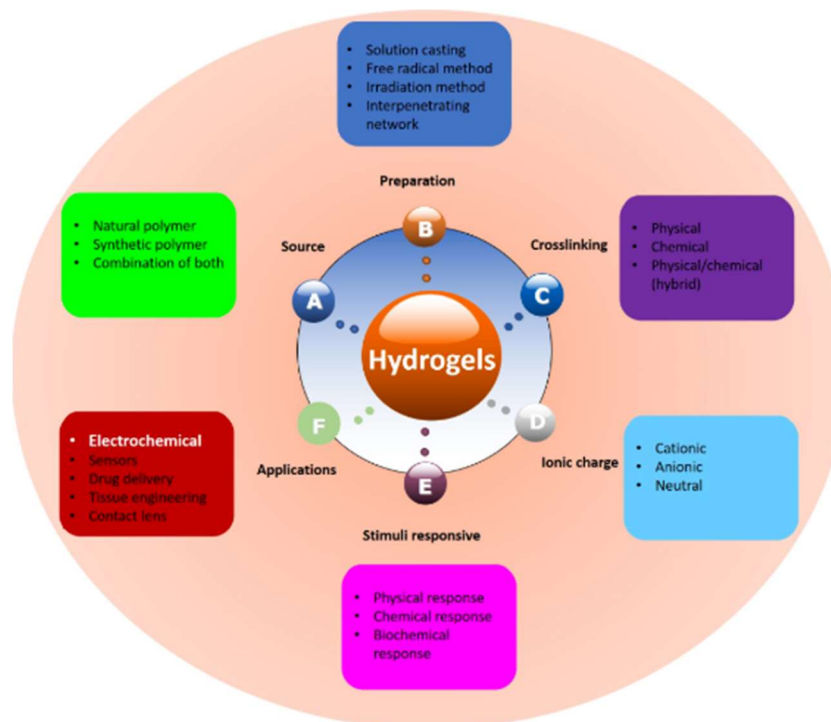 • Solution casting
• Free radical method
• Irradiation method
• Interpenetrating
network
Preparation
B
• Natural polymer
• Synthetic polymer
• Combination of both
Source
A
Crosslinking
C
• Physical
• Chemical
• Physical/chemical
(hybrid)
Hydrogels
• Electrochemical
• Sensors
• Drug delivery
• Tissue engineering
• Contact lens
F
Applications
D
Ionic charge
• Cationic
• Anionic
• Neutral
E
Stimuli responsive
• Physical response
• Chemical response
• Biochemical
response